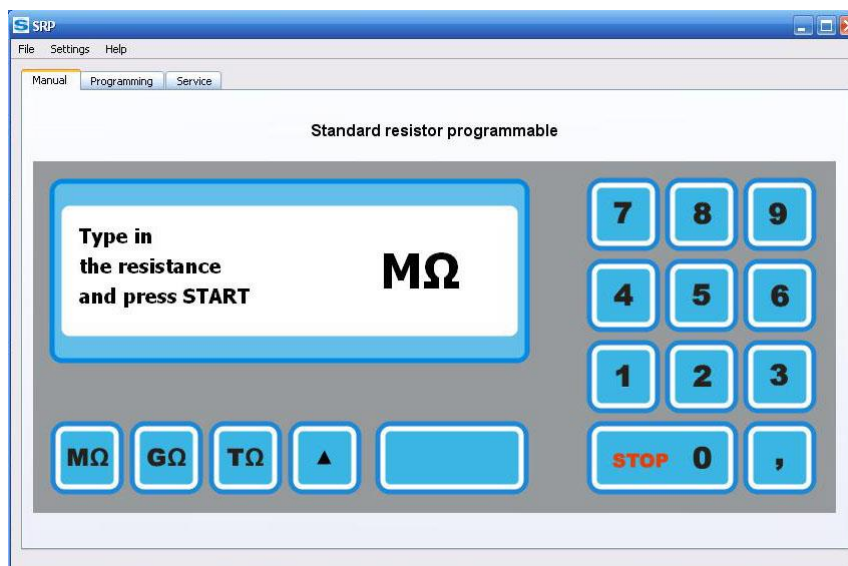 SRP
File Settings Help
Manual Programming Service
Standard resistor programmable
Type in
the resistance
and press START
MΩ
7 8 9
4 5 6
1 2 3
MΩ GΩ TΩ ▲
STOP 0 ,